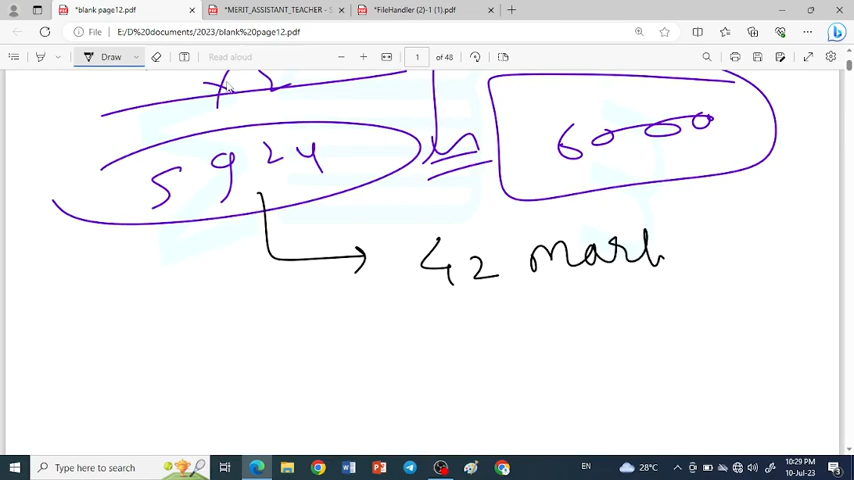 *blank page12.pdf
*MERIT_ASSISTANT_TEACHER - S
*FileHandler (2)-1 (1).pdf
File E:/D%20documents/2023/blank%20page12.pdf
Draw Read aloud 1 of 48
5924 6000
42 mark
Type here to search EN 28°C 10:29 PM
10-Jul-23 3